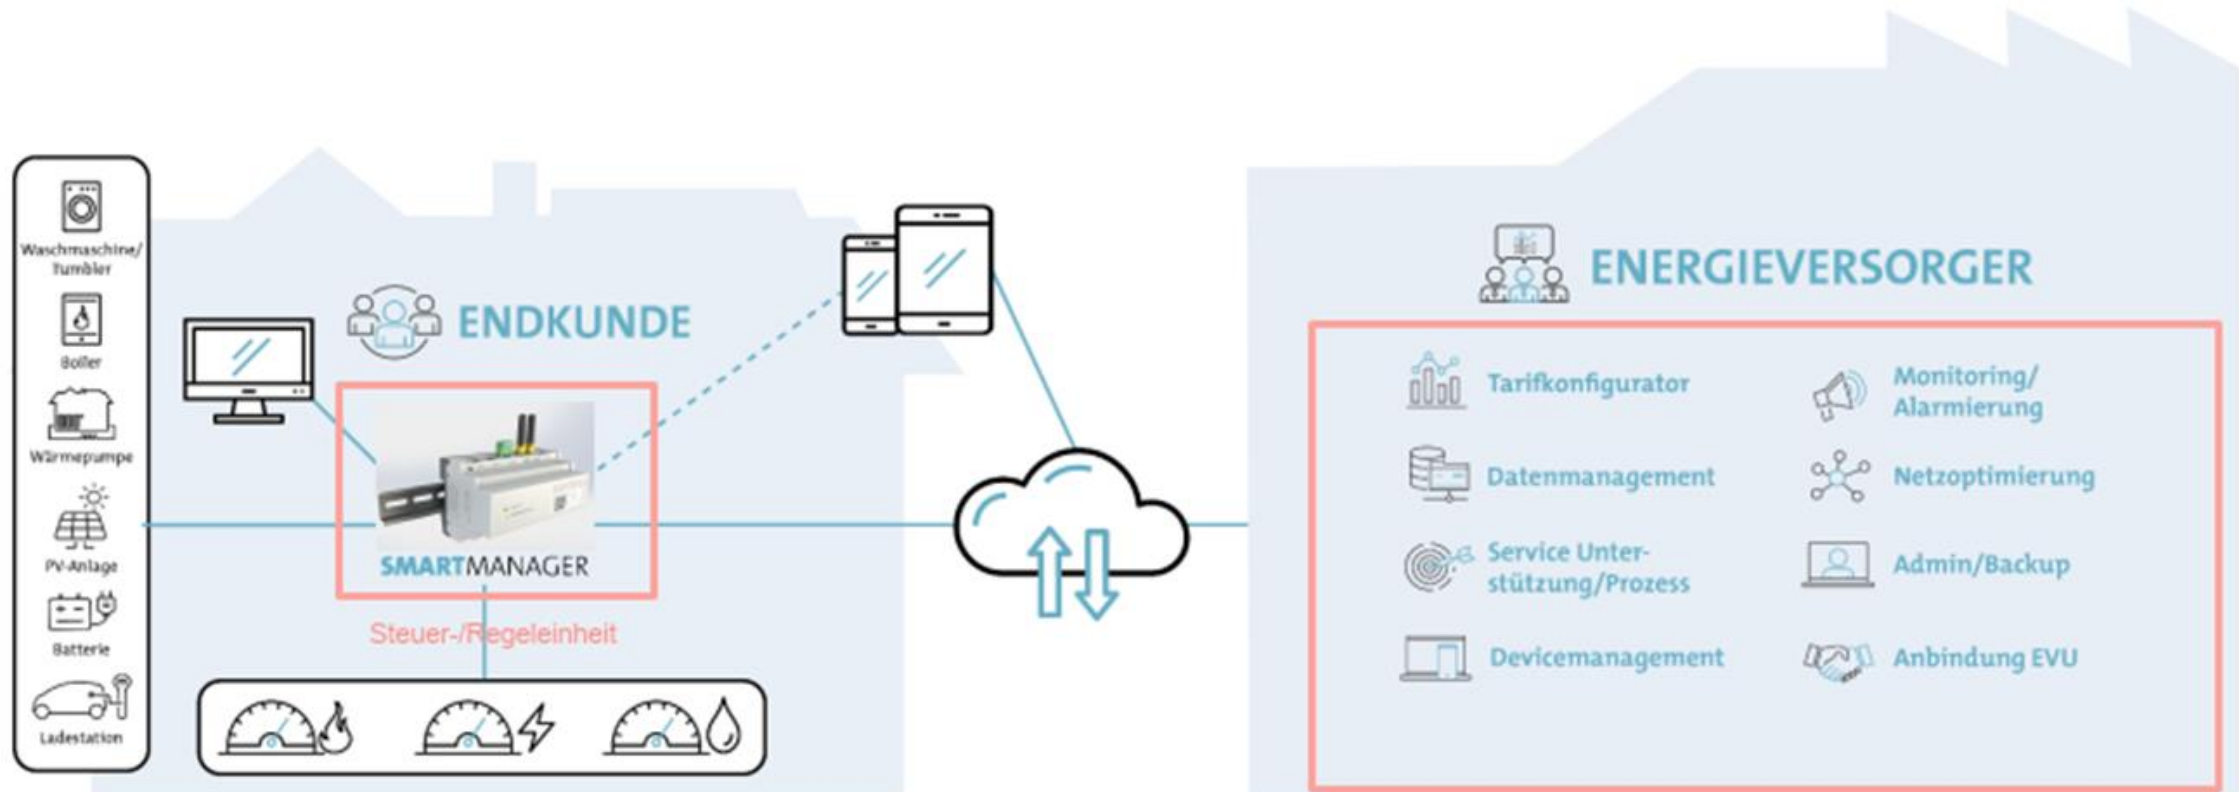 Waschmaschine/
Tumbler
Boiler
Wärmepumpe
PV-Anlage
Batterie
Ladestation
ENDKUNDE
SMARTMANAGER
Steuer-/Regeleinheit
ENERGIEVERSORGER
Tarifkonfigurator
Datenmanagement
Service Unter-
stützung/Prozess
Devicemanagement
Monitoring/
Alarmierung
Netzoptimierung
Admin/Backup
Anbindung EVU